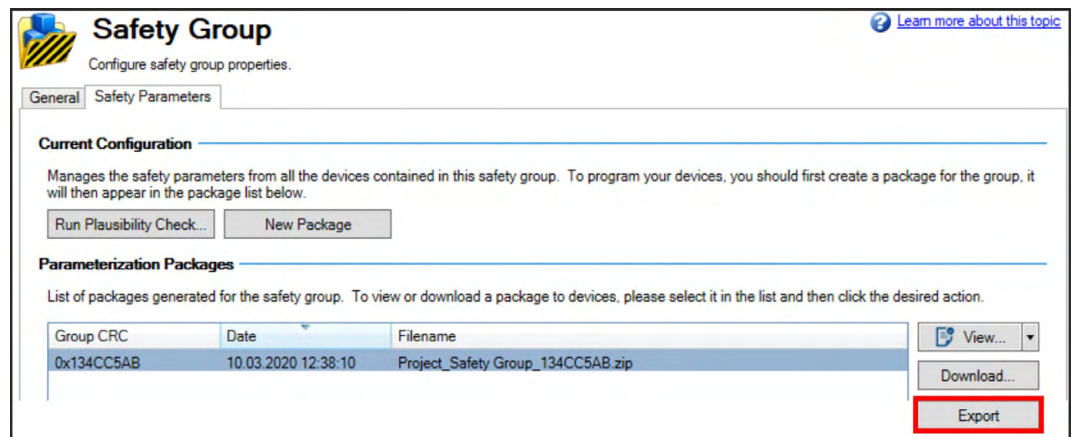 Safety Group
Learn more about this topic
Configure safety group properties.
General Safety Parameters
Current Configuration
Manages the safety parameters from all the devices contained in this safety group. To program your devices, you should first create a package for the group, it
will then appear in the package list below.
Run Plausibility Check... New Package
Parameterization Packages
List of packages generated for the safety group. To view or download a package to devices, please select it in the list and then click the desired action.
Group CRC Date Filename
View...
0x134CC5AB 10.03.2020 12:38:10 Project_Safety Group_134CC5AB.zip
Download...
Export